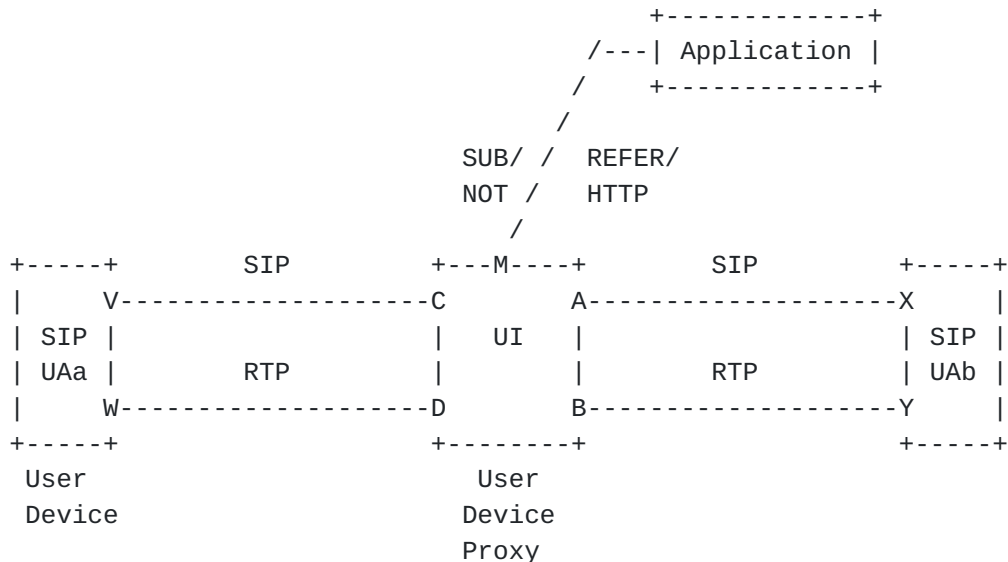 +-------------+
/---| Application |
/    +-------------+
/
SUB/ /  REFER/
NOT /   HTTP
/
+-----+        SIP         +---M----+        SIP         +-----+
|     V--------------------C        A--------------------X     |
| SIP |                    |   UI   |                    | SIP |
| UAa |        RTP         |        |        RTP         | UAb |
|     W--------------------D        B--------------------Y     |
+-----+                    +--------+                    +-----+
User                         User
Device                      Device
Proxy